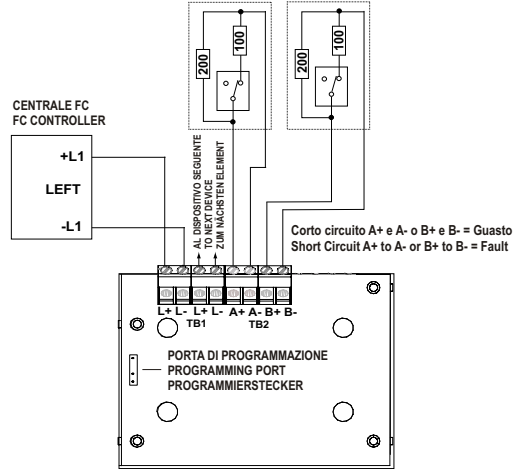 200
100
200
100
CENTRALE FC
FC CONTROLLER
+L1
LEFT
-L1
AL DISPOSITIVO SEGUENTE
TO NEXT DEVICE
ZUM NÄCHSTEN ELEMENT
Corto circuito A+ e A- o B+ e B- = Guasto
Short Circuit A+ to A- or B+ to B- = Fault
L+ L- L+ L- A+ A- B+ B-
TB1 TB2
PORTA DI PROGRAMMAZIONE
PROGRAMMING PORT
PROGRAMMIERSTECKER